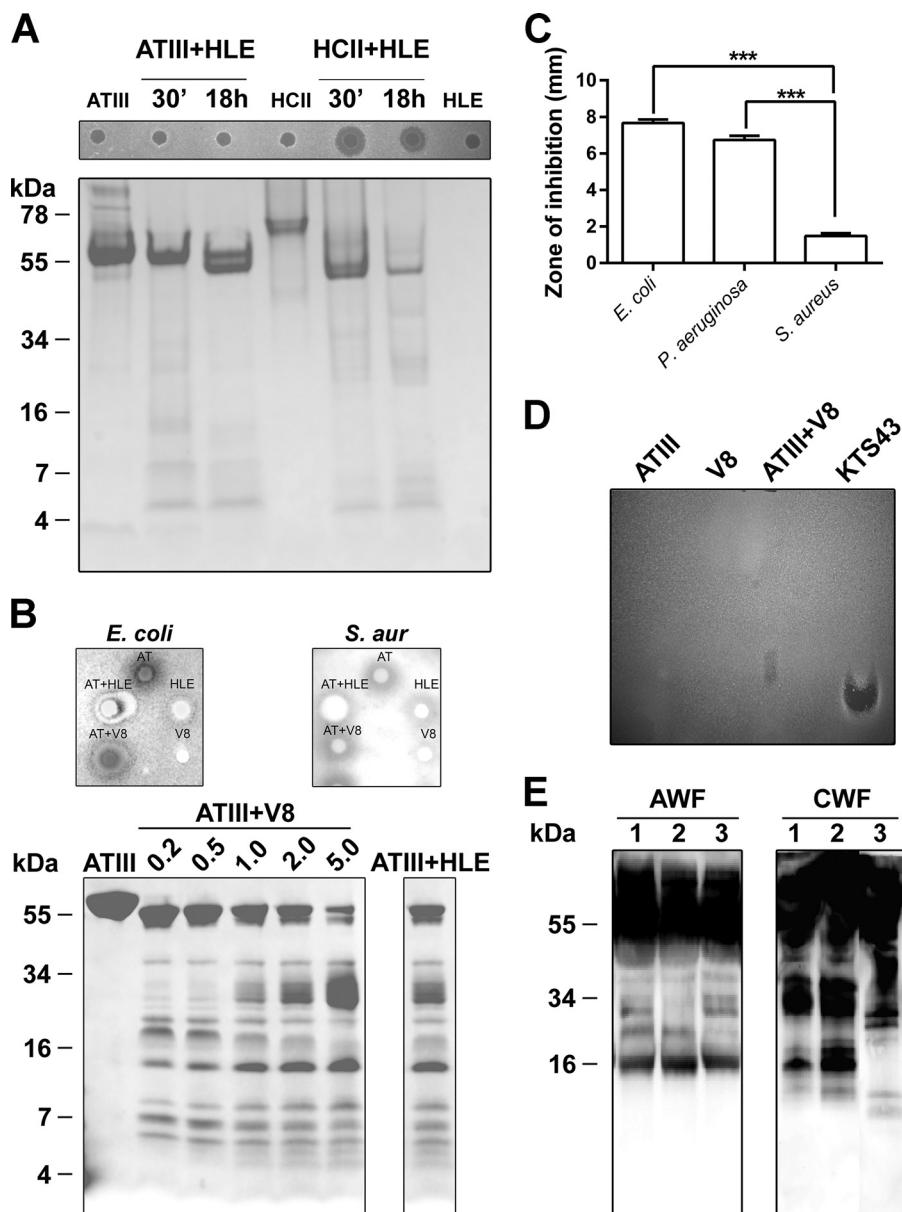 A
ATIII+HLE
HCII+HLE
ATIII
30’
18h
HCII
30’
18h
HLE
kDa
78
55
34
16
7
4
B
E. coli
S. aur
AT
AT+HLE
HLE
AT+V8
V8
AT
AT+HLE
HLE
AT+V8
V8
ATIII+V8
kDa
ATIII
0.2
0.5
1.0
2.0
5.0
ATIII+HLE
55
34
16
7
4
C
***
***
Zone of inhibition (mm)
10
8
6
4
2
0
E. coli
P. aeruginosa
S. aureus
D
ATIII
V8
ATIII+V8
KTS43
E
AWF
CWF
kDa
1 2 3
1 2 3
55
34
16